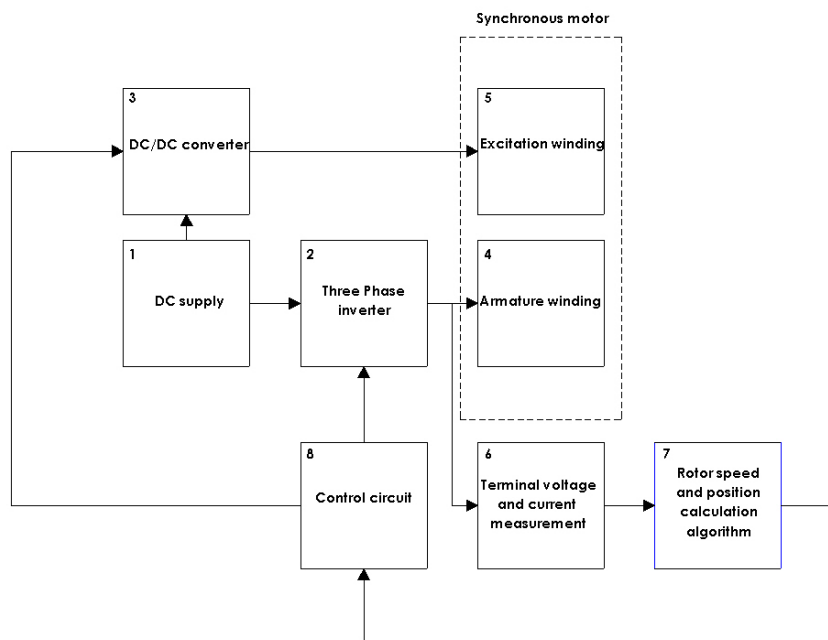 Synchronous motor
3
DC/DC converter
5
Excitation winding
1
DC supply
2
Three Phase
inverter
4
Armature winding
8
Control circuit
6
Terminal voltage
and current
measurement
7
Rotor speed
and position
calculation
algorithm